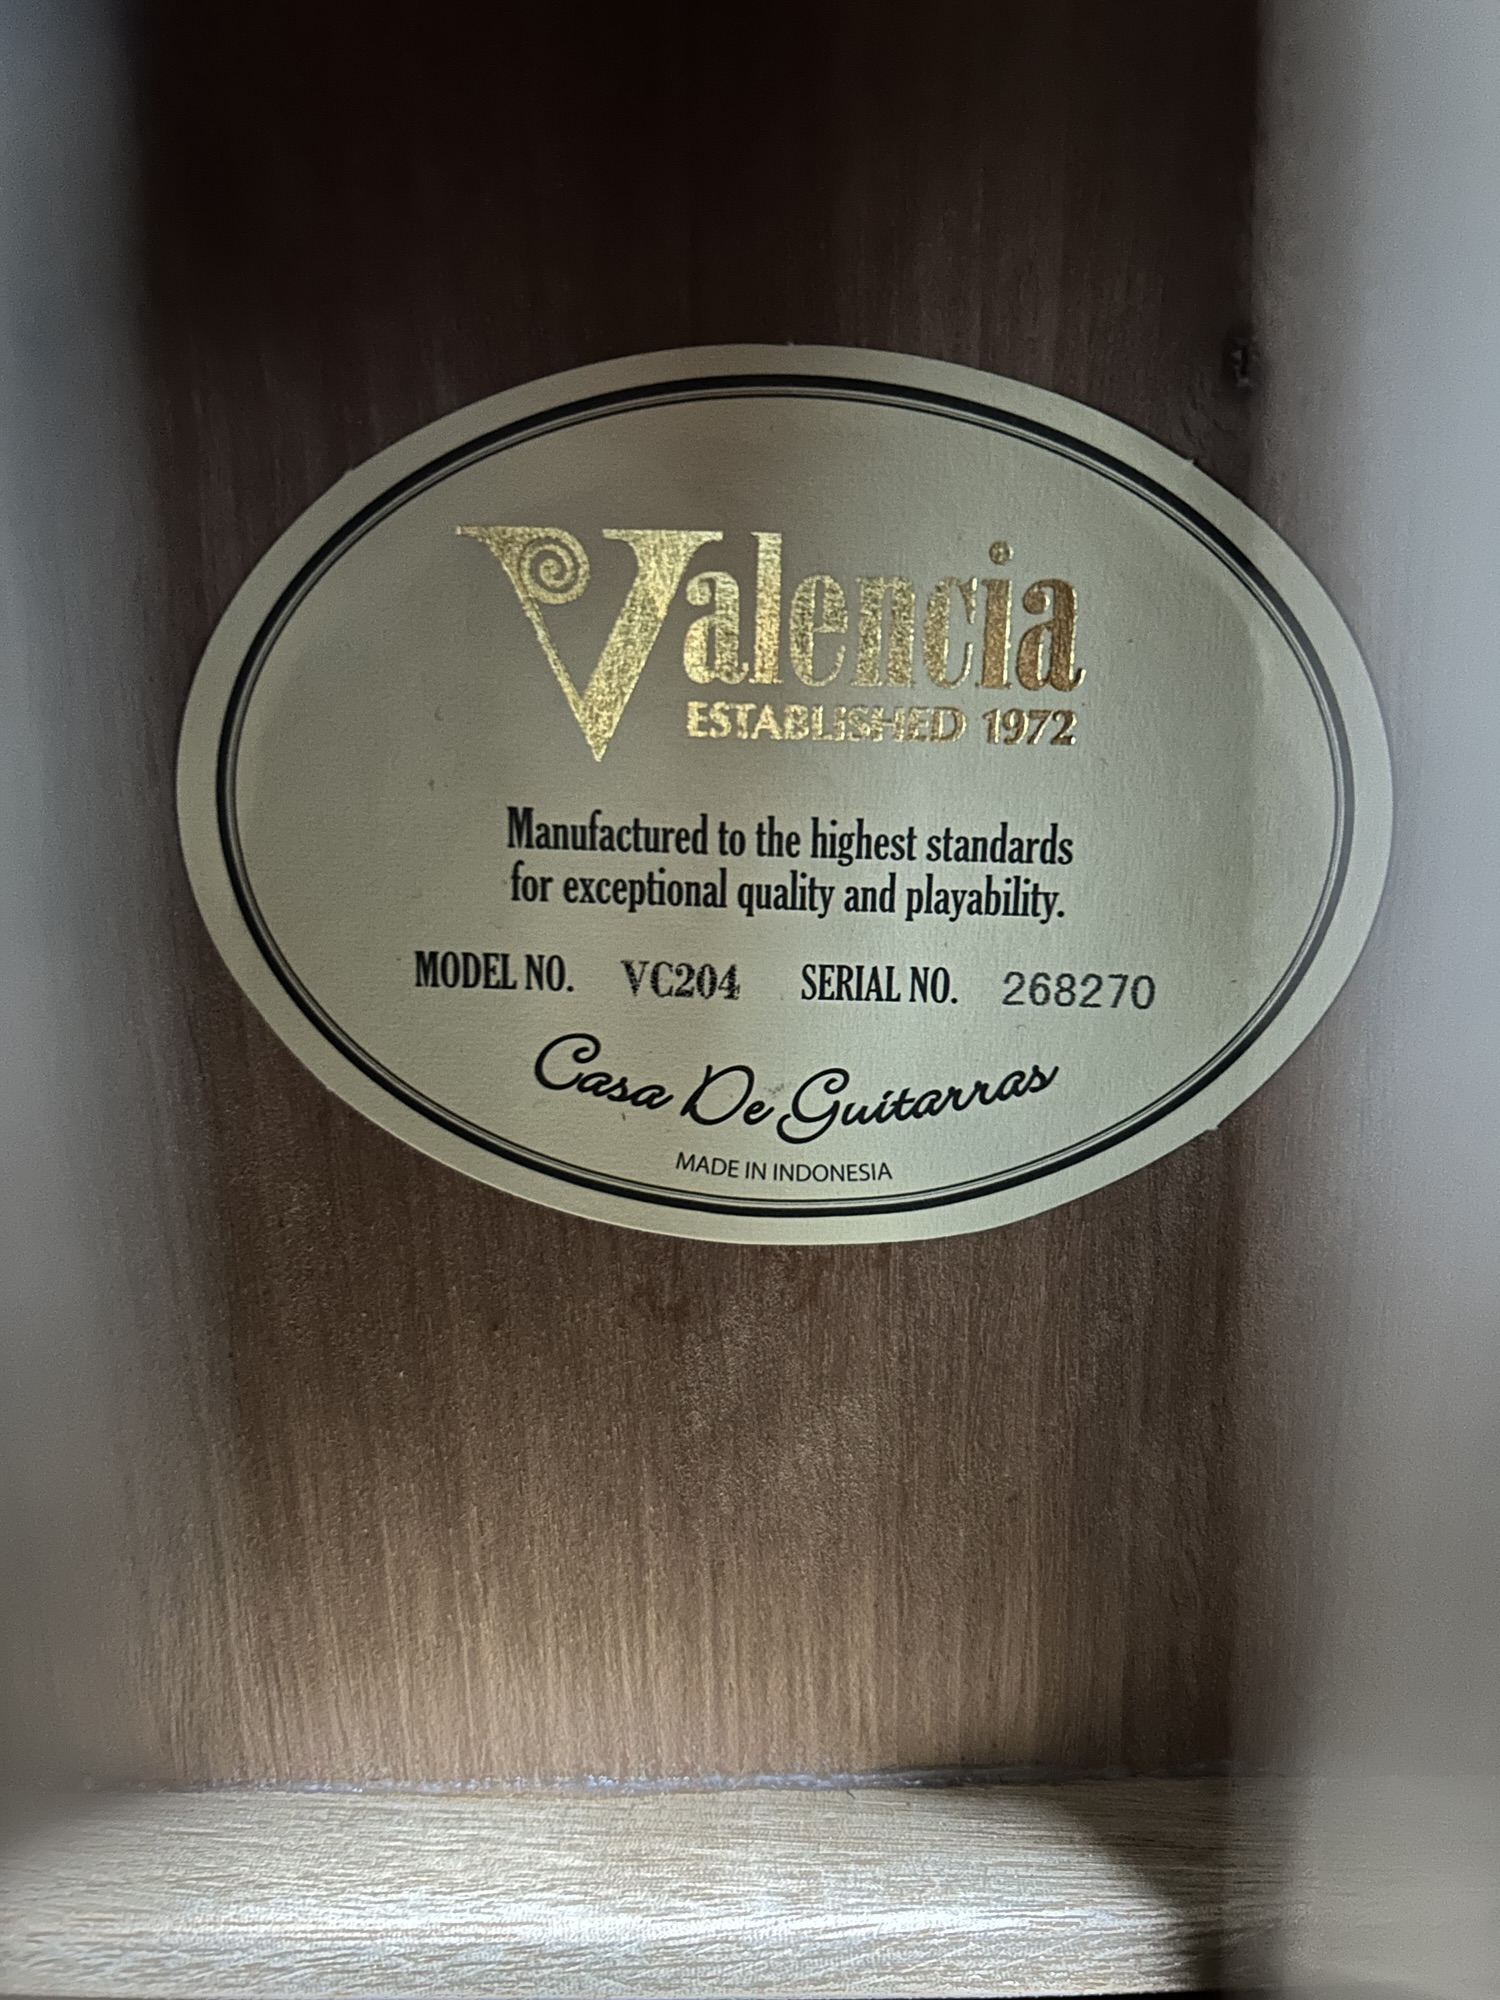 Valencia
ESTABLISHED 1972
Manufactured to the highest standards
for exceptional quality and playability.
MODEL NO. VC204 SERIAL NO. 268270
Casa De Guitarras
MADE IN INDONESIA